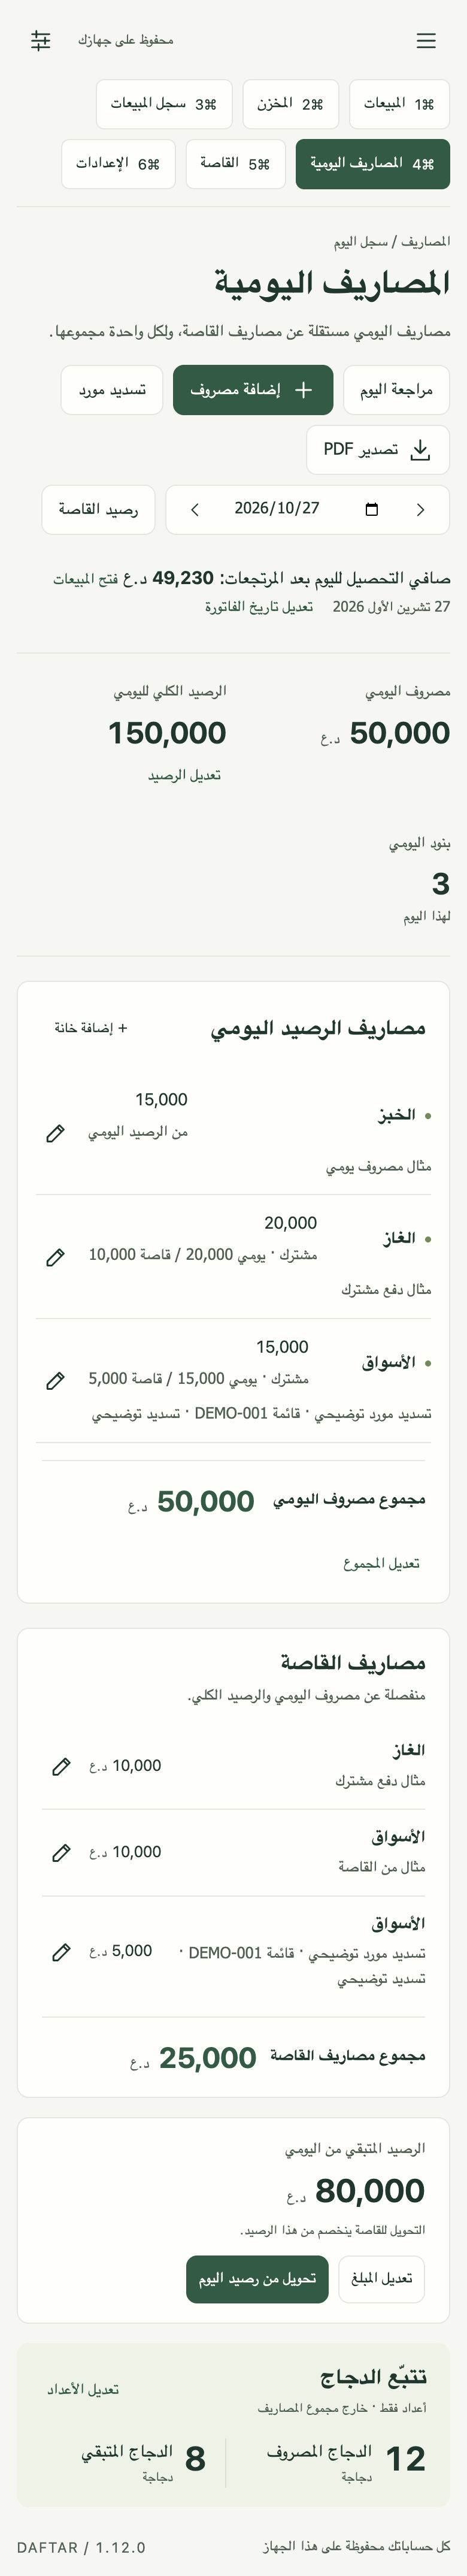 محفوظ على جهازك
⌘1 المبيعات
⌘2 المخزن
⌘3 سجل المبيعات
⌘4 المصاريف اليومية
⌘5 القاصة
⌘6 الإعدادات
المصاريف / سجل اليوم
المصاريف اليومية
مصاريف اليومي مستقلة عن مصاريف القاصة، ولكل واحدة مجموعها.
مراجعة اليوم
إضافة مصروف
تسديد مورد
تصدير PDF
2026/10/27
رصيد القاصة
صافي التحصيل لليوم بعد المرتجعات: 49,230 د.ع فتح المبيعات
27 تشرين الأول 2026 تعديل تاريخ الفاتورة
مصروف اليومي
50,000 د.ع
الرصيد الكلي لليومي
150,000
تعديل الرصيد
بنود اليومي
3
لهذا اليوم
مصاريف الرصيد اليومي
+ إضافة خانة
الخبز
15,000
من الرصيد اليومي
مثال مصروف يومي
الغاز
20,000
مشترك · يومي 20,000 / قاصة 10,000
مثال دفع مشترك
الأسواق
15,000
مشترك · يومي 15,000 / قاصة 5,000
تسديد مورد توضيحي · قائمة DEMO-001 · تسديد توضيحي
مجموع مصروف اليومي 50,000 د.ع
تعديل المجموع
مصاريف القاصة
منفصلة عن مصروف اليومي والرصيد الكلي.
الغاز
مثال دفع مشترك
10,000 د.ع
الأسواق
مثال من القاصة
10,000 د.ع
الأسواق
تسديد مورد توضيحي · قائمة DEMO-001 ·
تسديد توضيحي
5,000 د.ع
مجموع مصاريف القاصة 25,000 د.ع
الرصيد المتبقي من اليومي
80,000 د.ع
التحويل للقاصة ينخصم من هذا الرصيد.
تعديل المبلغ
تحويل من رصيد اليوم
تتبّع الدجاج
تعديل الأعداد
أعداد فقط · خارج مجموع المصاريف
12 الدجاج المصروف
دجاجة
8 الدجاج المتبقي
دجاجة
كل حساباتك محفوظة على هذا الجهاز
DAFTAR / 1.12.0